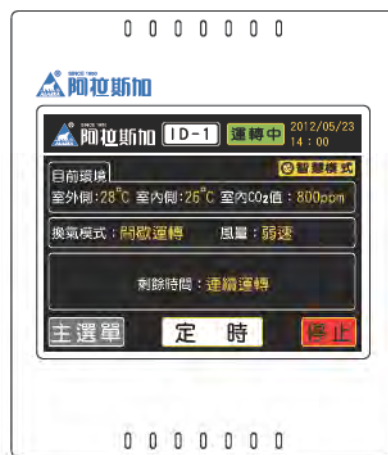 阿拉斯加
阿拉斯加 ID-1 運轉中 2012/05/23
14:00
目前環境 智慧模式
室外側:28°C 室內側:26°C 室內CO₂值:800ppm
換氣模式:間歇運轉 風量:弱速
剩餘時間:連續運轉
主選單 定時 停止